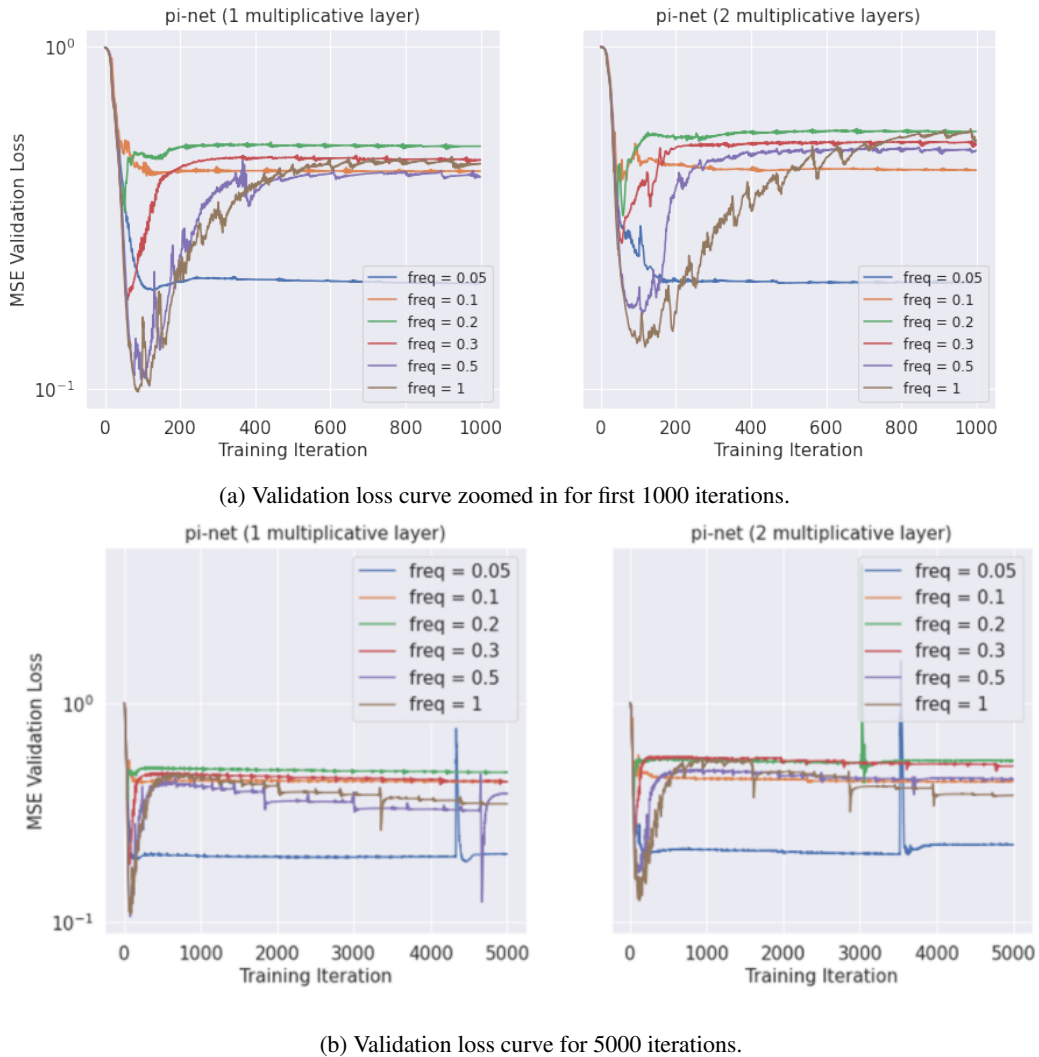 pi-net (1 multiplicative layer)
pi-net (2 multiplicative layers)
MSE Validation Loss
10^0
10^-1
freq = 0.05
freq = 0.1
freq = 0.2
freq = 0.3
freq = 0.5
freq = 1
0 200 400 600 800 1000
Training Iteration
freq = 0.05
freq = 0.1
freq = 0.2
freq = 0.3
freq = 0.5
freq = 1
0 200 400 600 800 1000
Training Iteration
(a) Validation loss curve zoomed in for first 1000 iterations.
pi-net (1 multiplicative layer)
pi-net (2 multiplicative layers)
MSE Validation Loss
10^0
10^-1
freq = 0.05
freq = 0.1
freq = 0.2
freq = 0.3
freq = 0.5
freq = 1
0 1000 2000 3000 4000 5000
Training Iteration
freq = 0.05
freq = 0.1
freq = 0.2
freq = 0.3
freq = 0.5
freq = 1
0 1000 2000 3000 4000 5000
Training Iteration
(b) Validation loss curve for 5000 iterations.